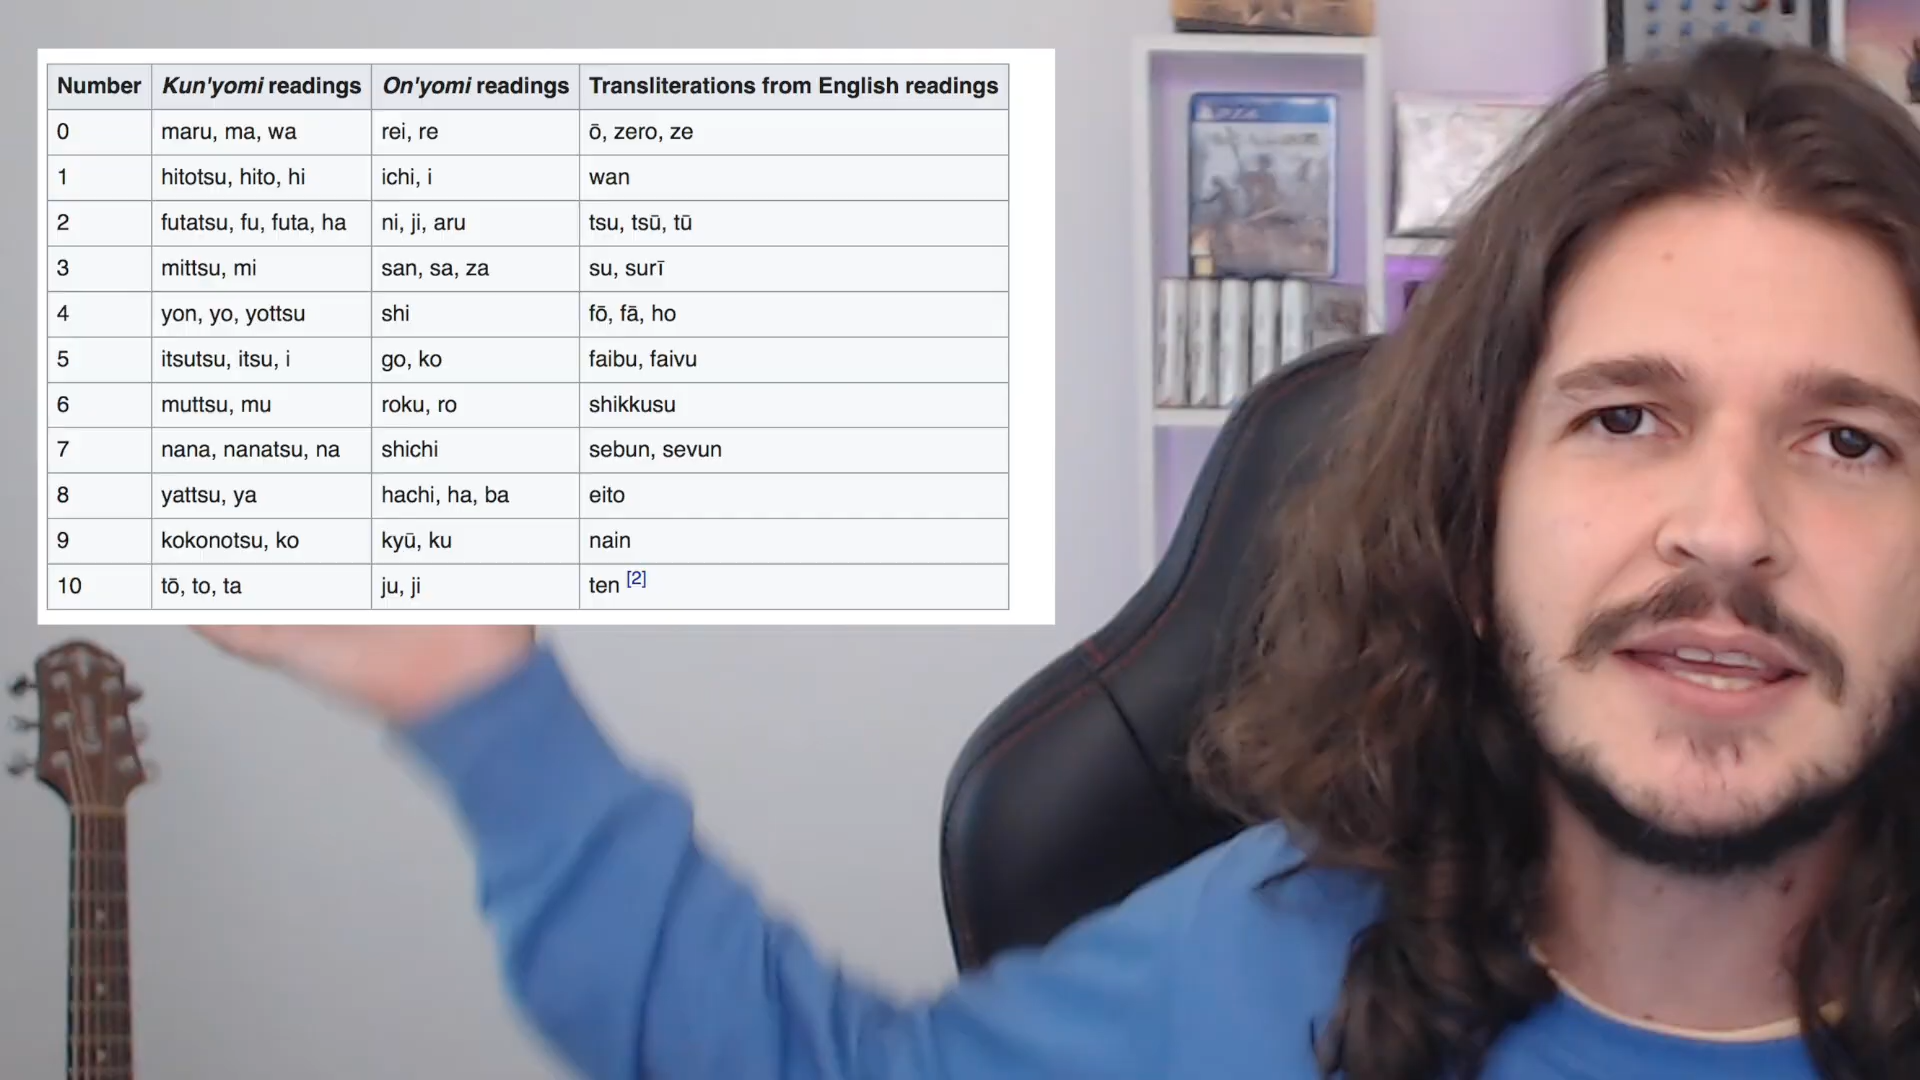 Number Kun'yomi readings On'yomi readings Transliterations from English readings
0 maru, ma, wa rei, re ō, zero, ze
1 hitotsu, hito, hi ichi, i wan
2 futatsu, fu, futa, ha ni, ji, aru tsu, tsū, tū
3 mittsu, mi san, sa, za su, surī
4 yon, yo, yottsu shi fō, fā, ho
5 itsutsu, itsu, i go, ko faibu, faivu
6 muttsu, mu roku, ro shikkusu
7 nana, nanatsu, na shichi sebun, sevun
8 yattsu, ya hachi, ha, ba eito
9 kokonotsu, ko kyū, ku nain
10 tō, to, ta ju, ji ten [2]
PS4